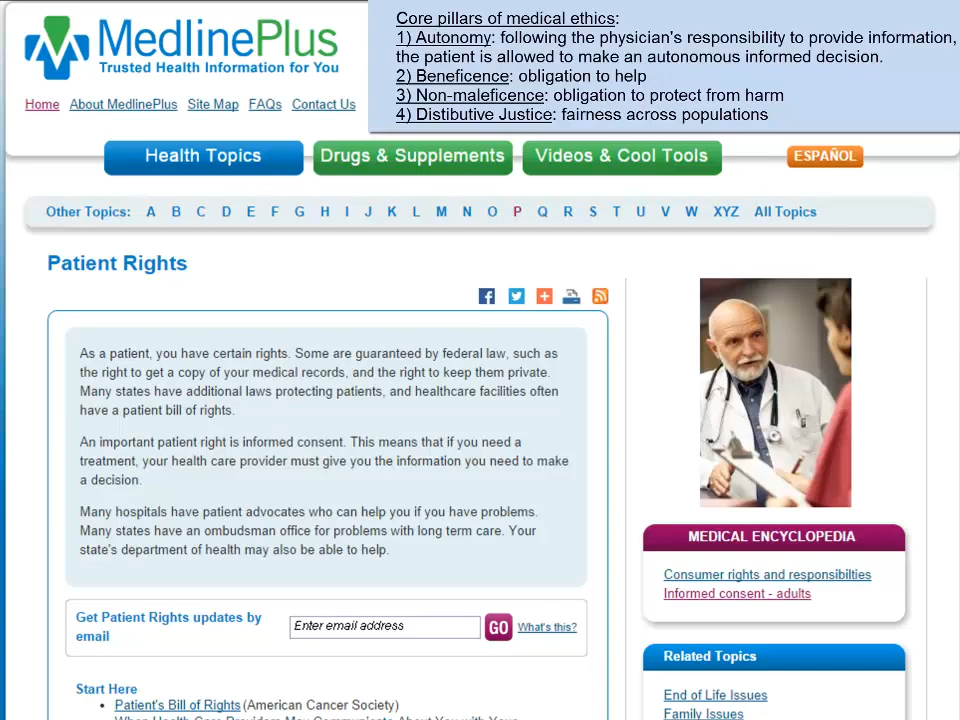 MedlinePlus
Trusted Health Information for You
Home About MedlinePlus Site Map FAQs Contact Us
Core pillars of medical ethics:
1) Autonomy: following the physician's responsibility to provide information,
the patient is allowed to make an autonomous informed decision.
2) Beneficence: obligation to help
3) Non-maleficence: obligation to protect from harm
4) Distibutive Justice: fairness across populations
Health Topics Drugs & Supplements Videos & Cool Tools ESPAÑOL
Other Topics: A B C D E F G H I J K L M N O P Q R S T U V W XYZ All Topics
Patient Rights
As a patient, you have certain rights. Some are guaranteed by federal law, such as
the right to get a copy of your medical records, and the right to keep them private.
Many states have additional laws protecting patients, and healthcare facilities often
have a patient bill of rights.
An important patient right is informed consent. This means that if you need a
treatment, your health care provider must give you the information you need to make
a decision.
Many hospitals have patient advocates who can help you if you have problems.
Many states have an ombudsman office for problems with long term care. Your
state's department of health may also be able to help.
Get Patient Rights updates by
email
Enter email address GO What's this?
Start Here
• Patient's Bill of Rights (American Cancer Society)
When Health Care Providers May Communicate About You with Your
MEDICAL ENCYCLOPEDIA
Consumer rights and responsibilties
Informed consent - adults
Related Topics
End of Life Issues
Family Issues